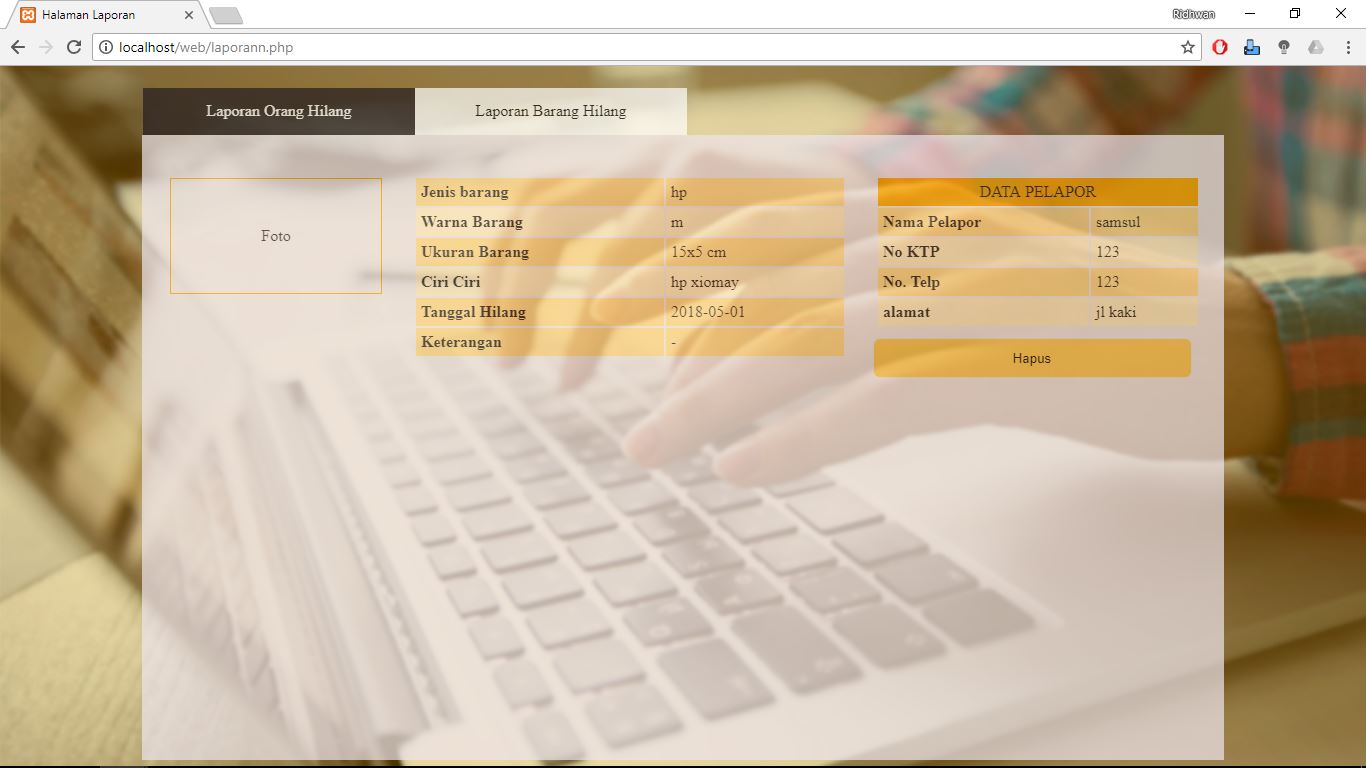 Halaman Laporan
Ridhwan
localhost/web/laporann.php
Laporan Orang Hilang
Laporan Barang Hilang
Foto
Jenis barang hp
Warna Barang m
Ukuran Barang 15x5 cm
Ciri Ciri hp xiomay
Tanggal Hilang 2018-05-01
Keterangan -
DATA PELAPOR
Nama Pelapor samsul
No KTP 123
No. Telp 123
alamat jl kaki
Hapus